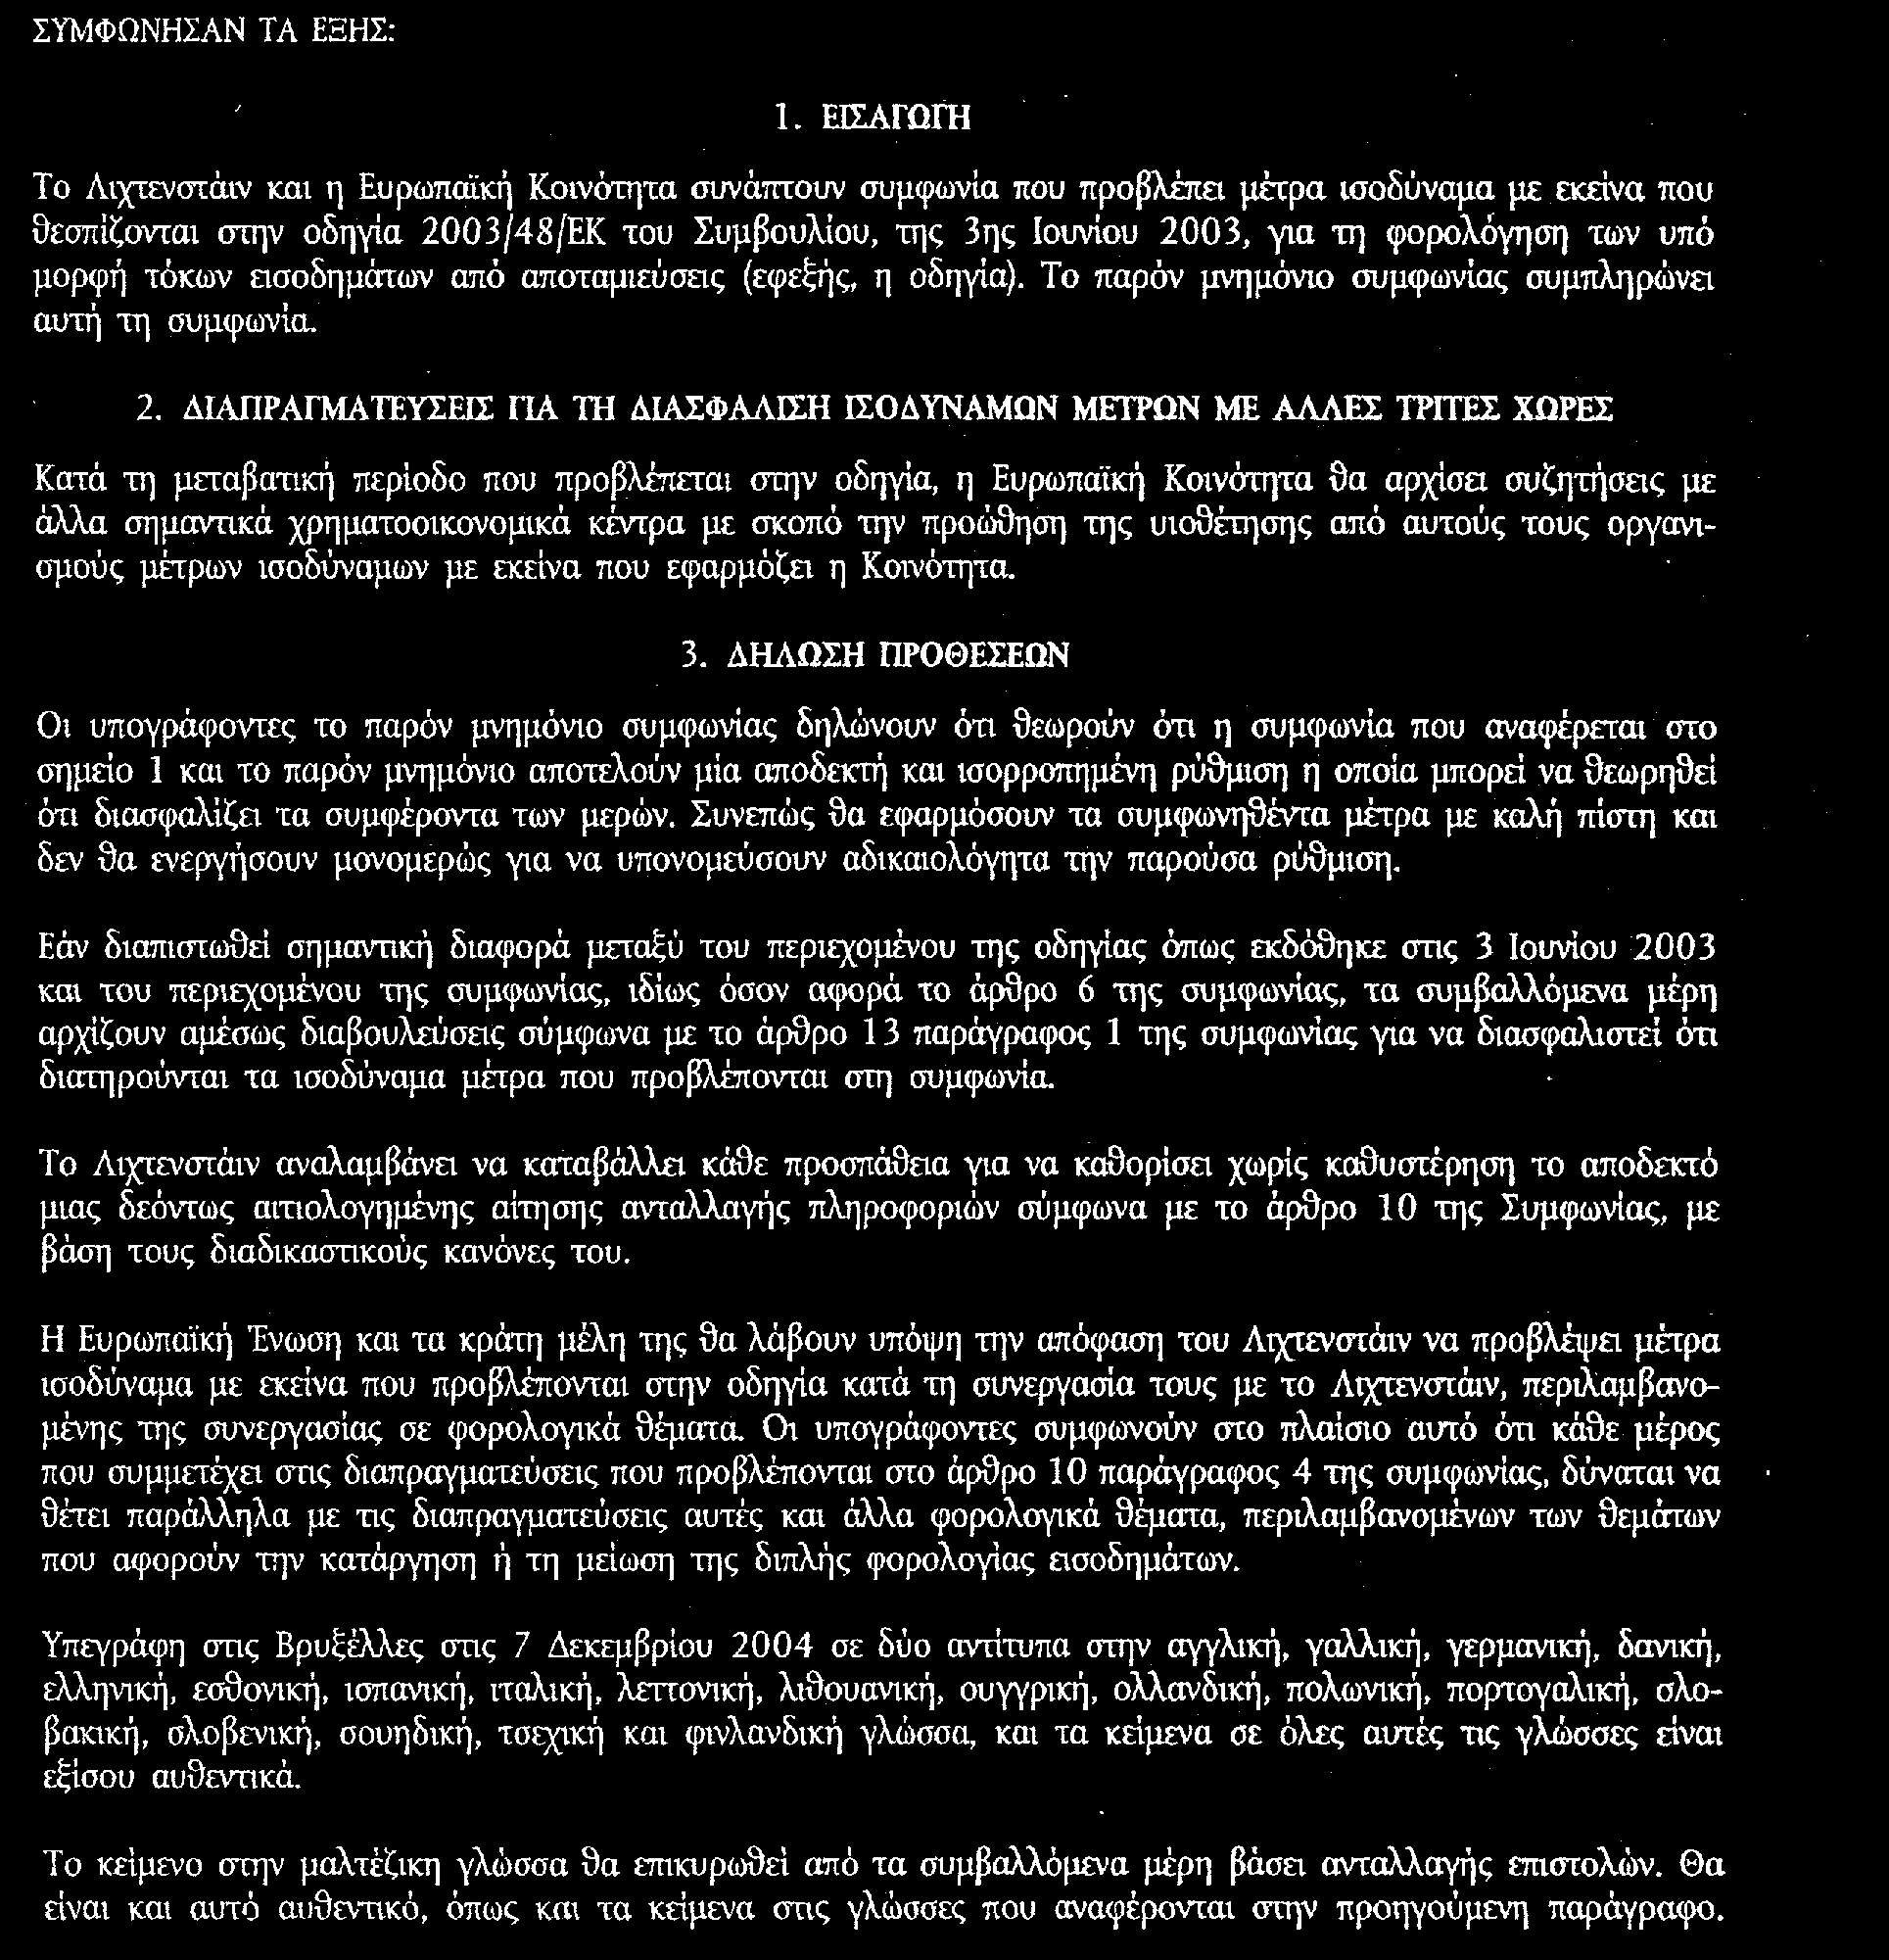 ΣΥΜΦΩΝΗΣΑΝ ΤΑ ΕΞΗΣ:
1. ΕΙΣΑΓΩΓΗ
Το Λιχτενστάιν και η Ευρωπαϊκή Κοινότητα συνάπτουν συμφωνία που προβλέπει μέτρα ισοδύναμα με εκείνα που
θεσπίζονται στην οδηγία 2003/48/ΕΚ του Συμβουλίου, της 3ης Ιουνίου 2003, για τη φορολόγηση των υπό
μορφή τόκων εισοδημάτων από αποταμιεύσεις (εφεξής, η οδηγία). Το παρόν μνημόνιο συμφωνίας συμπληρώνει
αυτή τη συμφωνία.
2. ΔΙΑΠΡΑΓΜΑΤΕΥΣΕΙΣ ΓΙΑ ΤΗ ΔΙΑΣΦΑΛΙΣΗ ΙΣΟΔΥΝΑΜΩΝ ΜΕΤΡΩΝ ΜΕ ΑΛΛΕΣ ΤΡΙΤΕΣ ΧΩΡΕΣ
Κατά τη μεταβατική περίοδο που προβλέπεται στην οδηγία, η Ευρωπαϊκή Κοινότητα θα αρχίσει συζητήσεις με
άλλα σημαντικά χρηματοοικονομικά κέντρα με σκοπό την προώθηση της υιοθέτησης από αυτούς τους οργανι-
σμούς μέτρων ισοδύναμων με εκείνα που εφαρμόζει η Κοινότητα.
3. ΔΗΛΩΣΗ ΠΡΟΘΕΣΕΩΝ
Οι υπογράφοντες το παρόν μνημόνιο συμφωνίας δηλώνουν ότι θεωρούν ότι η συμφωνία που αναφέρεται στο
σημείο 1 και το παρόν μνημόνιο αποτελούν μία αποδεκτή και ισορροπημένη ρύθμιση η οποία μπορεί να θεωρηθεί
ότι διασφαλίζει τα συμφέροντα των μερών. Συνεπώς θα εφαρμόσουν τα συμφωνηθέντα μέτρα με καλή πίστη και
δεν θα ενεργήσουν μονομερώς για να υπονομεύσουν αδικαιολόγητα την παρούσα ρύθμιση.
Εάν διαπιστωθεί σημαντική διαφορά μεταξύ του περιεχομένου της οδηγίας όπως εκδόθηκε στις 3 Ιουνίου 2003
και του περιεχομένου της συμφωνίας, ιδίως όσον αφορά το άρθρο 6 της συμφωνίας, τα συμβαλλόμενα μέρη
αρχίζουν αμέσως διαβουλεύσεις σύμφωνα με το άρθρο 13 παράγραφος 1 της συμφωνίας για να διασφαλιστεί ότι
διατηρούνται τα ισοδύναμα μέτρα που προβλέπονται στη συμφωνία.
Το Λιχτενστάιν αναλαμβάνει να καταβάλλει κάθε προσπάθεια για να καθορίσει χωρίς καθυστέρηση το αποδεκτό
μιας δεόντως αιτιολογημένης αίτησης ανταλλαγής πληροφοριών σύμφωνα με το άρθρο 10 της Συμφωνίας, με
βάση τους διαδικαστικούς κανόνες του.
Η Ευρωπαϊκή Ένωση και τα κράτη μέλη της θα λάβουν υπόψη την απόφαση του Λιχτενστάιν να προβλέψει μέτρα
ισοδύναμα με εκείνα που προβλέπονται στην οδηγία κατά τη συνεργασία τους με το Λιχτενστάιν, περιλαμβανο-
μένης της συνεργασίας σε φορολογικά θέματα. Οι υπογράφοντες συμφωνούν στο πλαίσιο αυτό ότι κάθε μέρος
που συμμετέχει στις διαπραγματεύσεις που προβλέπονται στο άρθρο 10 παράγραφος 4 της συμφωνίας, δύναται να
θέτει παράλληλα με τις διαπραγματεύσεις αυτές και άλλα φορολογικά θέματα, περιλαμβανομένων των θεμάτων
που αφορούν την κατάργηση ή τη μείωση της διπλής φορολογίας εισοδημάτων.
Υπεγράφη στις Βρυξέλλες στις 7 Δεκεμβρίου 2004 σε δύο αντίτυπα στην αγγλική, γαλλική, γερμανική, δανική,
ελληνική, εσθονική, ισπανική, ιταλική, λεττονική, λιθουανική, ουγγρική, ολλανδική, πολωνική, πορτογαλική, σλο-
βακική, σλοβενική, σουηδική, τσεχική και φινλανδική γλώσσα, και τα κείμενα σε όλες αυτές τις γλώσσες είναι
εξίσου αυθεντικά.
Το κείμενο στην μαλτέζικη γλώσσα θα επικυρωθεί από τα συμβαλλόμενα μέρη βάσει ανταλλαγής επιστολών. Θα
είναι και αυτό αυθεντικό, όπως και τα κείμενα στις γλώσσες που αναφέρονται στην προηγούμενη παράγραφο.